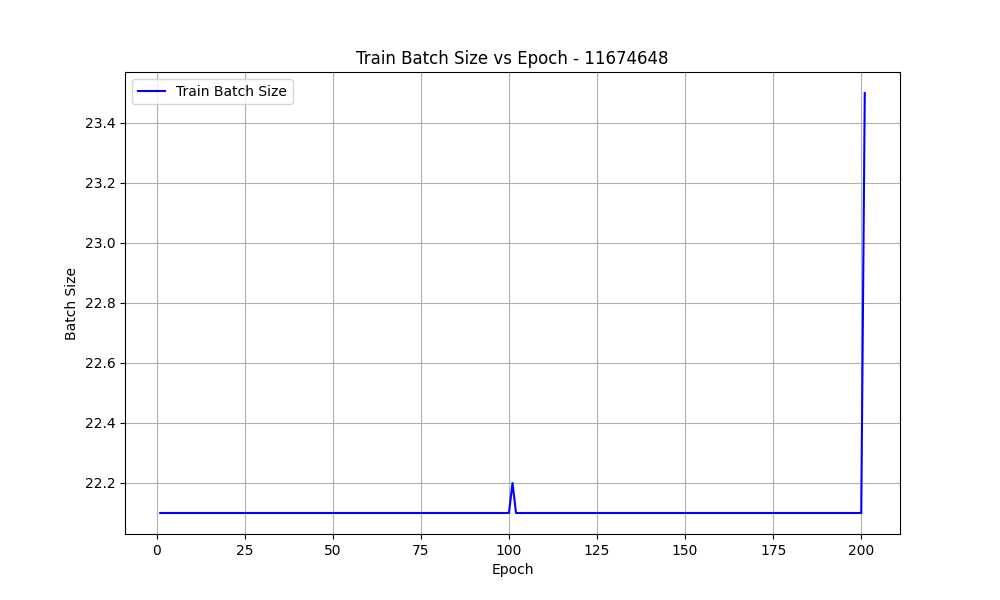 Train Batch Size vs Epoch - 11674648
Train Batch Size
Batch Size
23.4
23.2
23.0
22.8
22.6
22.4
22.2
0 25 50 75 100 125 150 175 200
Epoch